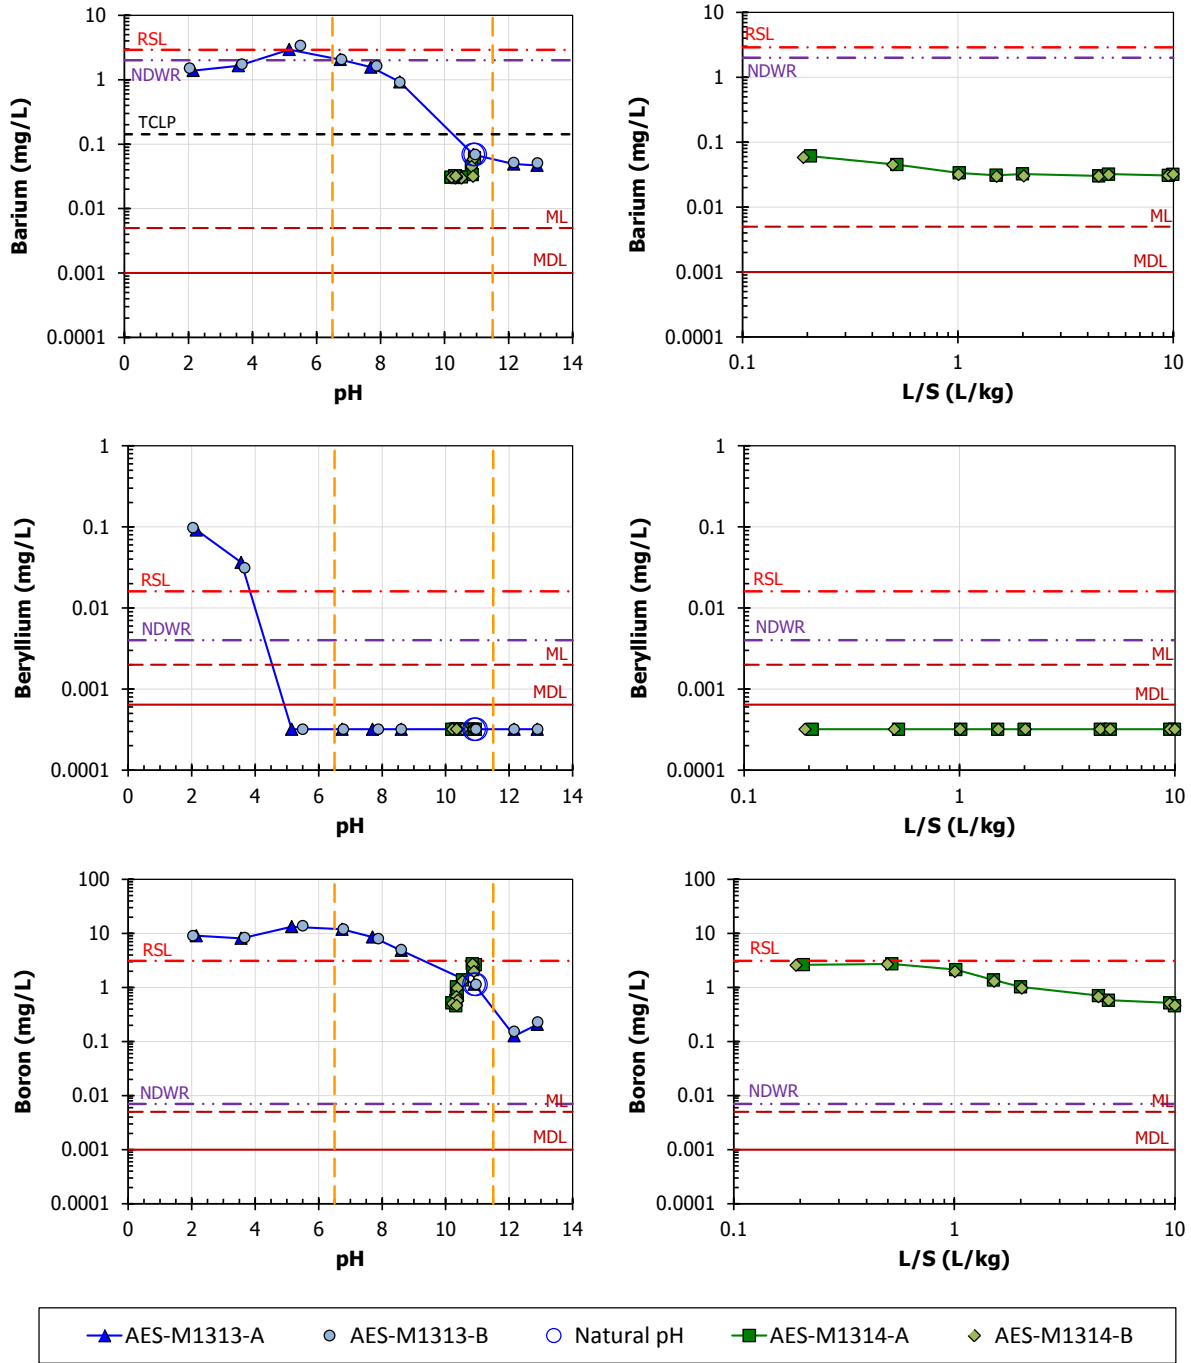 10
1
0.1
0.01
0.001
0.0001
Barium (mg/L)
RSL
NDWR
TCLP
ML
MDL
0 2 4 6 8 10 12 14
pH
10
1
0.1
0.01
0.001
0.0001
Barium (mg/L)
RSL
NDWR
ML
MDL
0.1 1 10
L/S (L/kg)
1
0.1
0.01
0.001
0.0001
Beryllium (mg/L)
RSL
NDWR
ML
MDL
0 2 4 6 8 10 12 14
pH
1
0.1
0.01
0.001
0.0001
Beryllium (mg/L)
RSL
NDWR
ML
MDL
0.1 1 10
L/S (L/kg)
100
10
1
0.1
0.01
0.001
0.0001
Boron (mg/L)
RSL
NDWR
ML
MDL
0 2 4 6 8 10 12 14
pH
100
10
1
0.1
0.01
0.001
0.0001
Boron (mg/L)
RSL
NDWR
ML
MDL
0.1 1 10
L/S (L/kg)
AES-M1313-A AES-M1313-B Natural pH AES-M1314-A AES-M1314-B